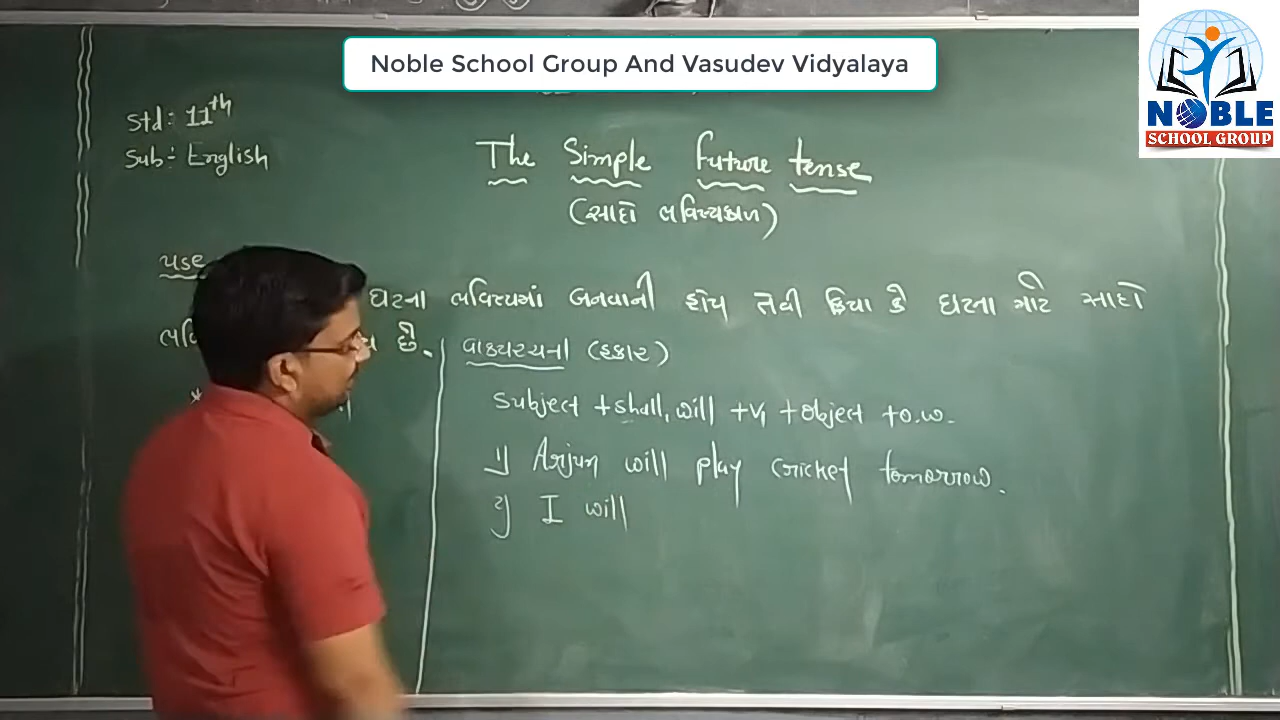 Noble School Group And Vasudev Vidyalaya
NOBLE
SCHOOL GROUP
Std: 11th
Sub: English
The Simple Future tense
(સાદો ભવિષ્યકાળ)
use
ઘટના ભવિષ્યમાં બનવાની હોય તેવી ક્રિયા કે ઘટના માટે સાદો
છે.
વાક્યરચના (હકાર)
Subject + shall, will + V1 + object + o.w.
1) Arjun will play cricket tomorrow.
2) I will